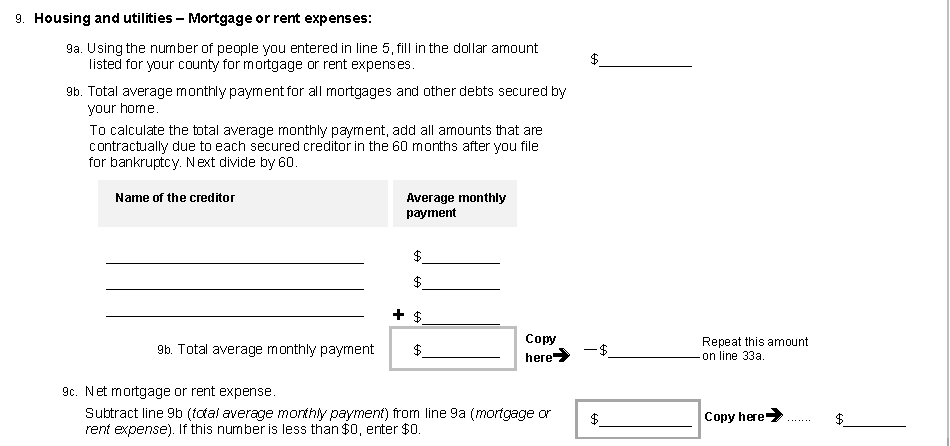 9. Housing and utilities – Mortgage or rent expenses:
9a. Using the number of people you entered in line 5, fill in the dollar amount
listed for your county for mortgage or rent expenses.
$
9b. Total average monthly payment for all mortgages and other debts secured by
your home.
To calculate the total average monthly payment, add all amounts that are
contractually due to each secured creditor in the 60 months after you file
for bankruptcy. Next divide by 60.
Name of the creditor
Average monthly
payment
$
$
+ $
9b. Total average monthly payment
$
Copy
here➔
–$
Repeat this amount
on line 33a.
9c. Net mortgage or rent expense.
Subtract line 9b (total average monthly payment) from line 9a (mortgage or
rent expense). If this number is less than $0, enter $0.
$
Copy here➔ .......
$